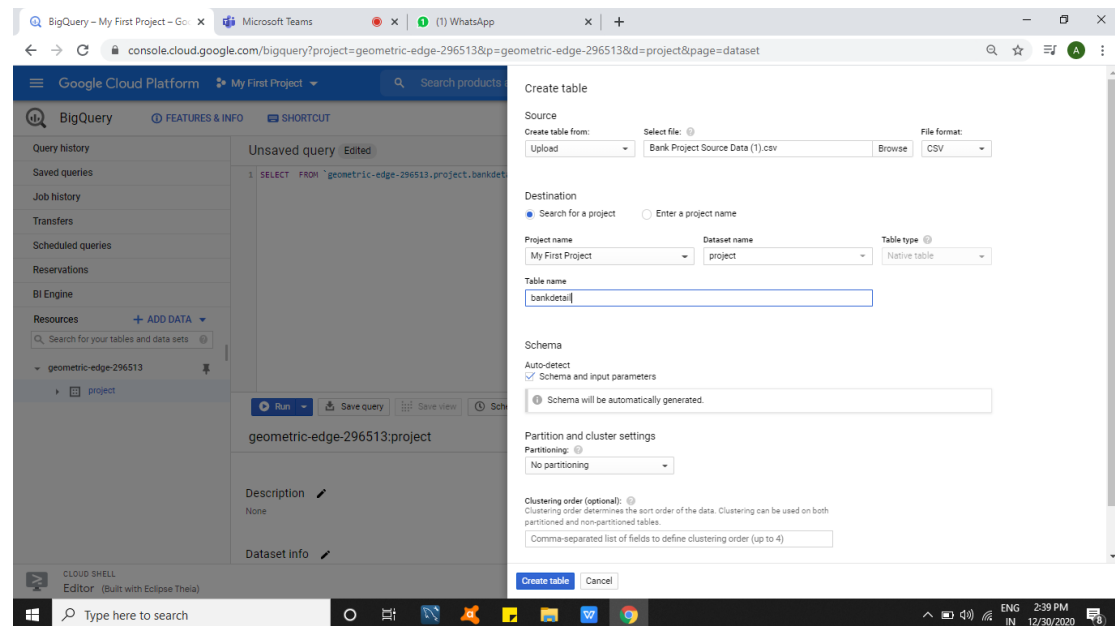 BigQuery – My First Project – Goo
Microsoft Teams
(1) WhatsApp
console.cloud.google.com/bigquery?project=geometric-edge-296513&p=geometric-edge-296513&d=project&page=dataset
A
Google Cloud Platform
My First Project
Search products
BigQuery
FEATURES & INFO
SHORTCUT
Query history
Saved queries
Job history
Transfers
Scheduled queries
Reservations
BI Engine
Resources
+ ADD DATA
Search for your tables and data sets
geometric-edge-296513
project
Unsaved query Edited
1 SELECT FROM `geometric-edge-296513.project.bankdeta
Run
Save query
Save view
Sch
geometric-edge-296513:project
Description
None
Dataset info
CLOUD SHELL
Editor (Built with Eclipse Theia)
Create table
Source
Create table from:
Select file:
File format:
Upload
Bank Project Source Data (1).csv
Browse
CSV
Destination
Search for a project
Enter a project name
Project name
Dataset name
Table type
My First Project
project
Native table
Table name
bankdetail
Schema
Auto-detect
Schema and input parameters
Schema will be automatically generated.
Partition and cluster settings
Partitioning:
No partitioning
Clustering order (optional):
Clustering order determines the sort order of the data. Clustering can be used on both
partitioned and non-partitioned tables.
Comma-separated list of fields to define clustering order (up to 4)
Create table
Cancel
Type here to search
ENG
IN
2:39 PM
12/30/2020
8